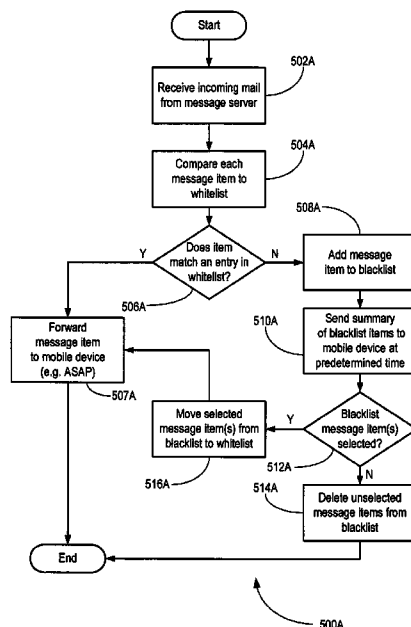 Start
502A
Receive incoming mail
from message server
504A
Compare each
message item to
whitelist
508A
Y
Does item
match an entry in
whitelist?
N
Add message
item to blacklist
506A
510A
Forward
message item
to mobile device
(e.g. ASAP)
Send summary
of blacklist items to
mobile device at
predetermined time
507A
Move selected
message item(s) from
blacklist to whitelist
Y
Blacklist
message item(s)
selected?
516A
512A
N
514A
Delete unselected
message items from
blacklist
End
500A